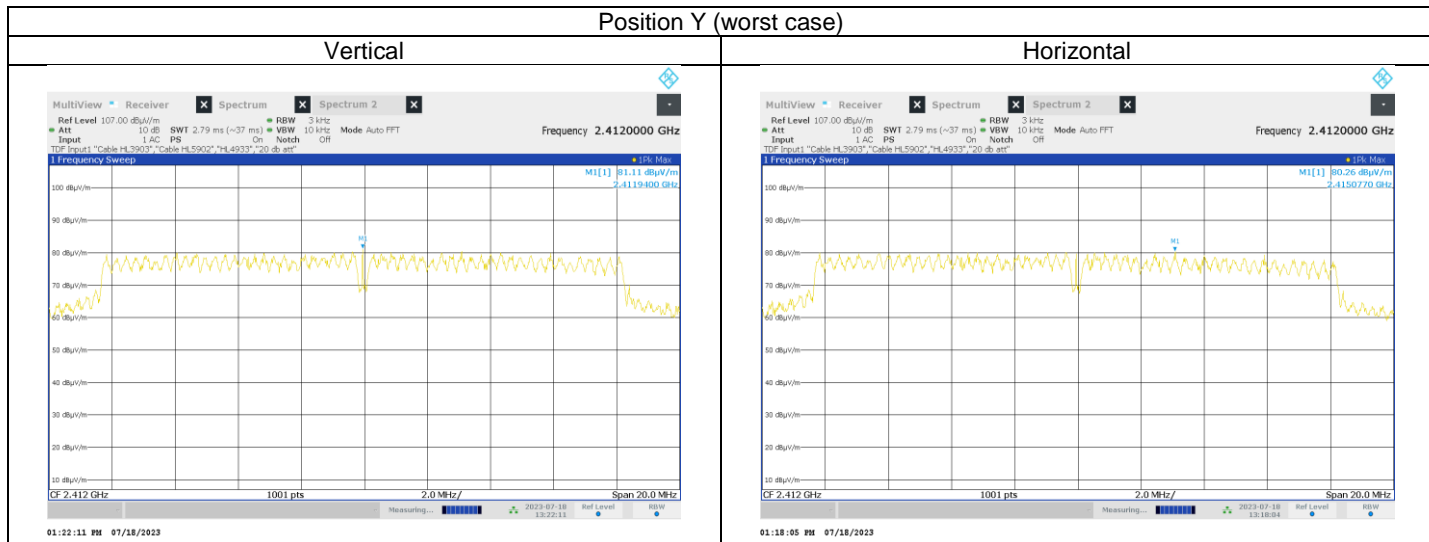 Position Y (worst case)
Vertical
Horizontal
MultiView Receiver X Spectrum X Spectrum 2 X
Ref Level 107.00 dBµV/m RBW 3 kHz
Att 10 dB SWT 2.79 ms (~37 ms) VBW 10 kHz Mode Auto FFT Frequency 2.4120000 GHz
Input 1 AC PS On Notch Off
TDF Input1 "Cable HL3903","Cable HL5902","HL4933","20 db att"
1 Frequency Sweep 1Pk Max
M1[1] 81.11 dBµV/m
2.4119400 GHz
100 dBµV/m
90 dBµV/m
M1
80 dBµV/m
70 dBµV/m
60 dBµV/m
50 dBµV/m
40 dBµV/m
30 dBµV/m
20 dBµV/m
10 dBµV/m
CF 2.412 GHz 1001 pts 2.0 MHz/ Span 20.0 MHz
Measuring... 2023-07-18 Ref Level RBW
13:22:11
01:22:11 PM 07/18/2023
MultiView Receiver X Spectrum X Spectrum 2 X
Ref Level 107.00 dBµV/m RBW 3 kHz
Att 10 dB SWT 2.79 ms (~37 ms) VBW 10 kHz Mode Auto FFT Frequency 2.4120000 GHz
Input 1 AC PS On Notch Off
TDF Input1 "Cable HL3903","Cable HL5902","HL4933","20 db att"
1 Frequency Sweep 1Pk Max
M1[1] 80.26 dBµV/m
2.4150770 GHz
100 dBµV/m
90 dBµV/m
M1
80 dBµV/m
70 dBµV/m
60 dBµV/m
50 dBµV/m
40 dBµV/m
30 dBµV/m
20 dBµV/m
10 dBµV/m
CF 2.412 GHz 1001 pts 2.0 MHz/ Span 20.0 MHz
Measuring... 2023-07-18 Ref Level RBW
13:18:04
01:18:05 PM 07/18/2023